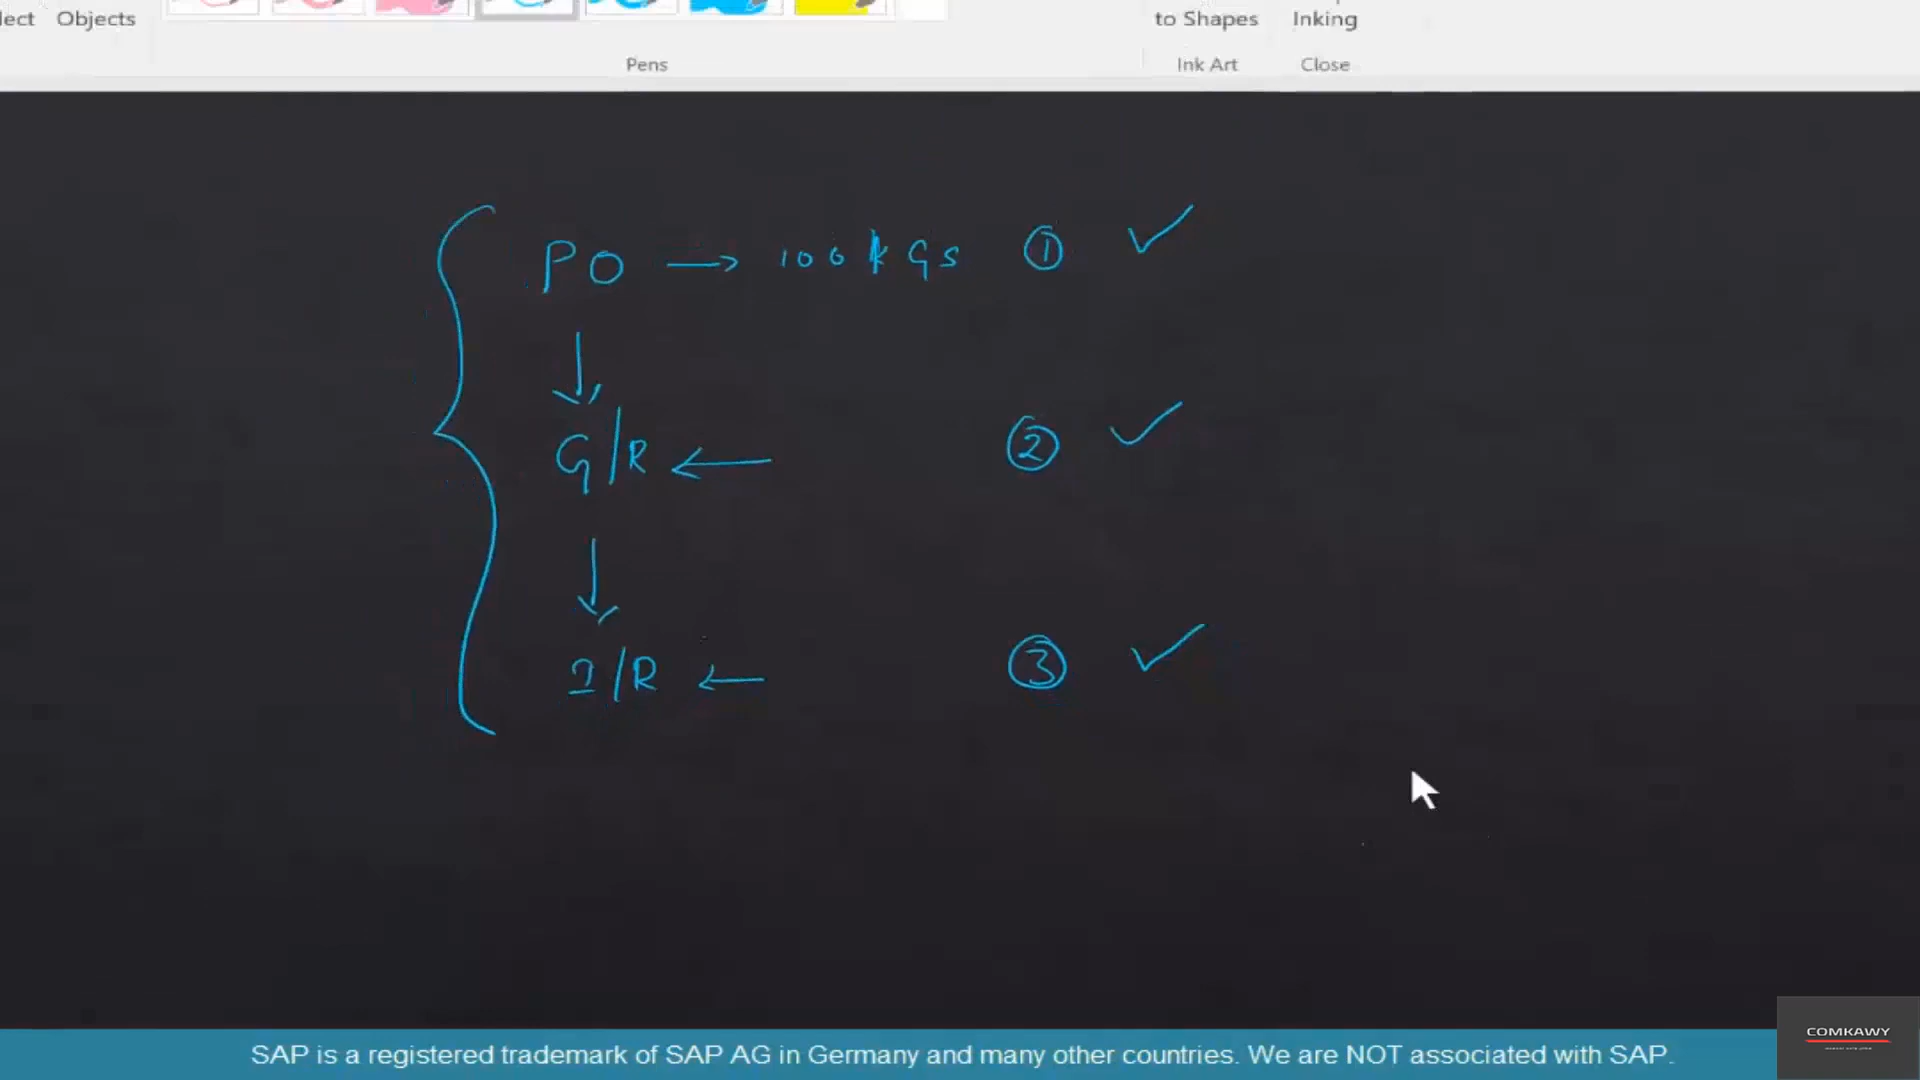 lect Objects
to Shapes Inking
Pens Ink Art Close
PO → 100 KGS ① ✓
↓
G/R ← ② ✓
↓
I/R ← ③ ✓
SAP is a registered trademark of SAP AG in Germany and many other countries. We are NOT associated with SAP.
COMKAWY